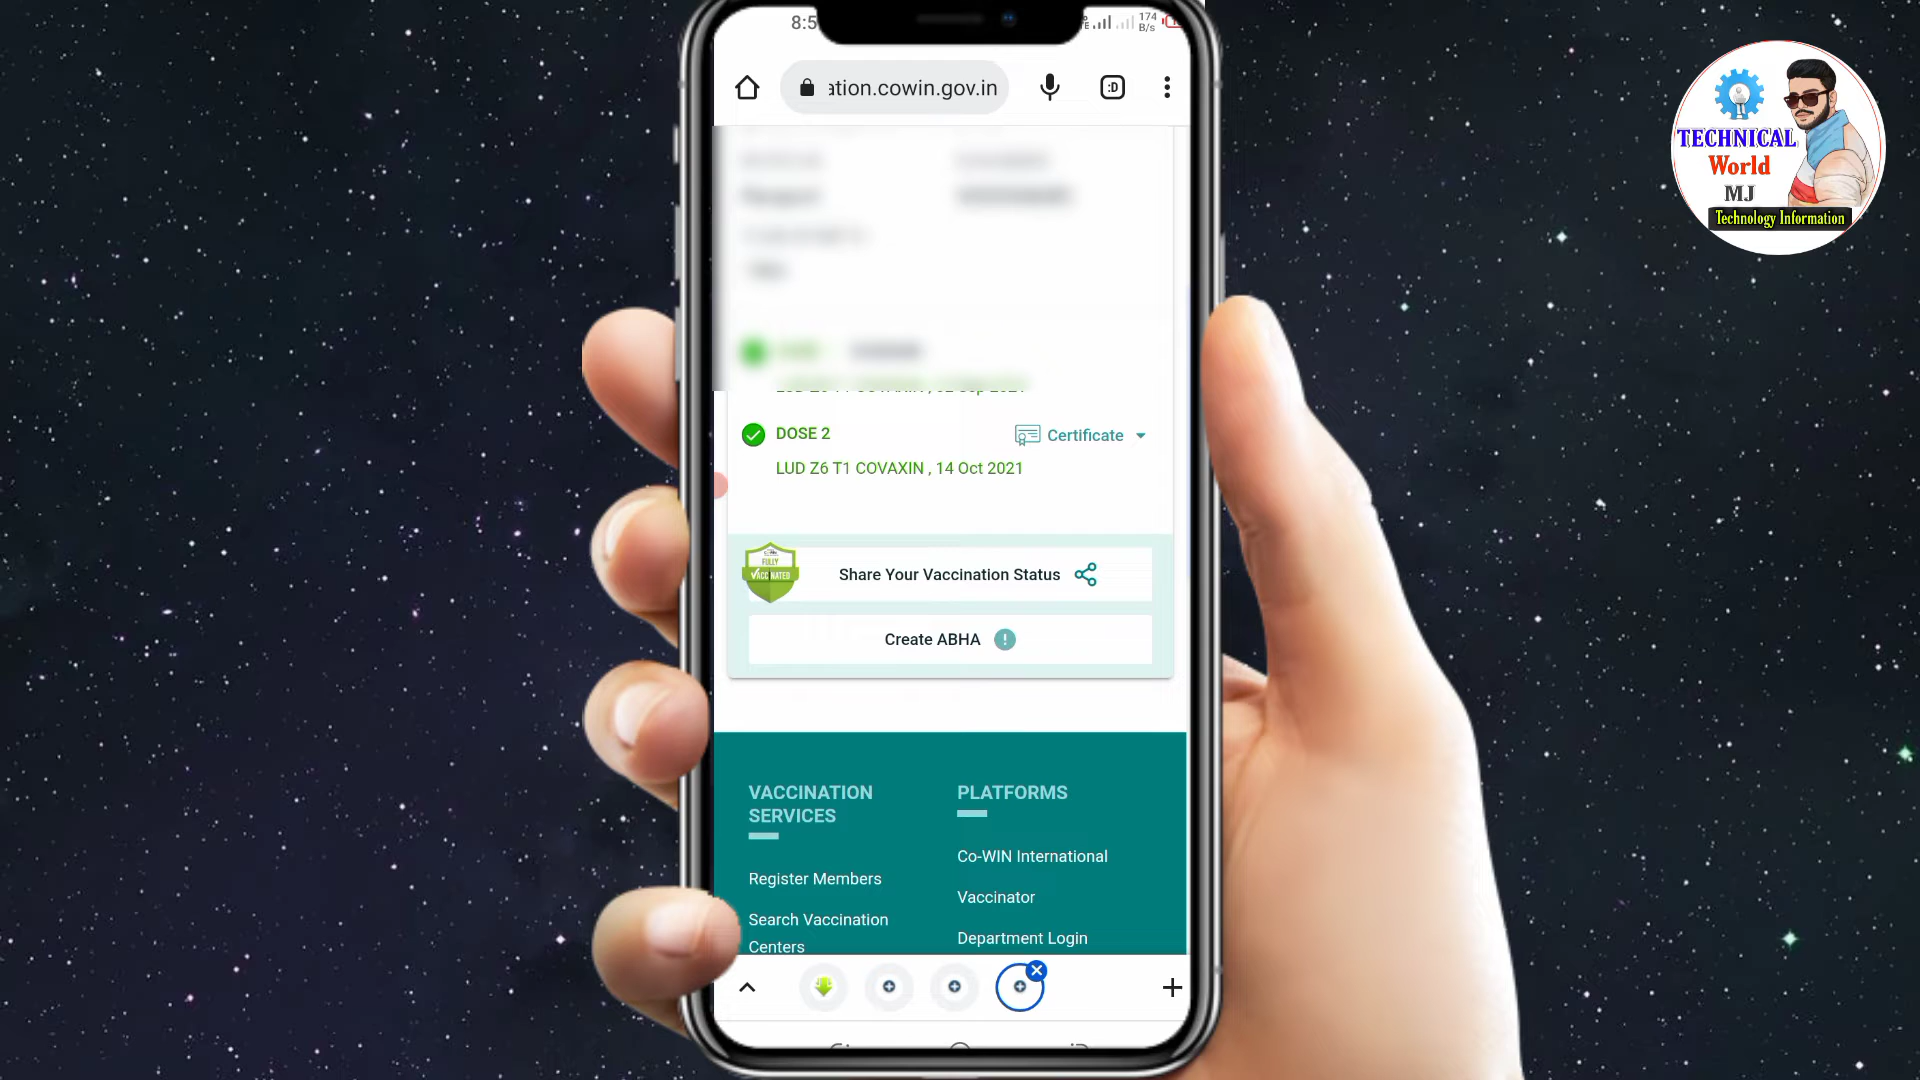 8:5
174
B/s
ation.cowin.gov.in
:D
TECHNICAL
World
MJ
Technology Information
DOSE 2
Certificate
LUD Z6 T1 COVAXIN , 14 Oct 2021
FULLY
VACCINATED
Share Your Vaccination Status
Create ABHA
VACCINATION
SERVICES
PLATFORMS
Register Members
Search Vaccination
Centers
Co-WIN International
Vaccinator
Department Login